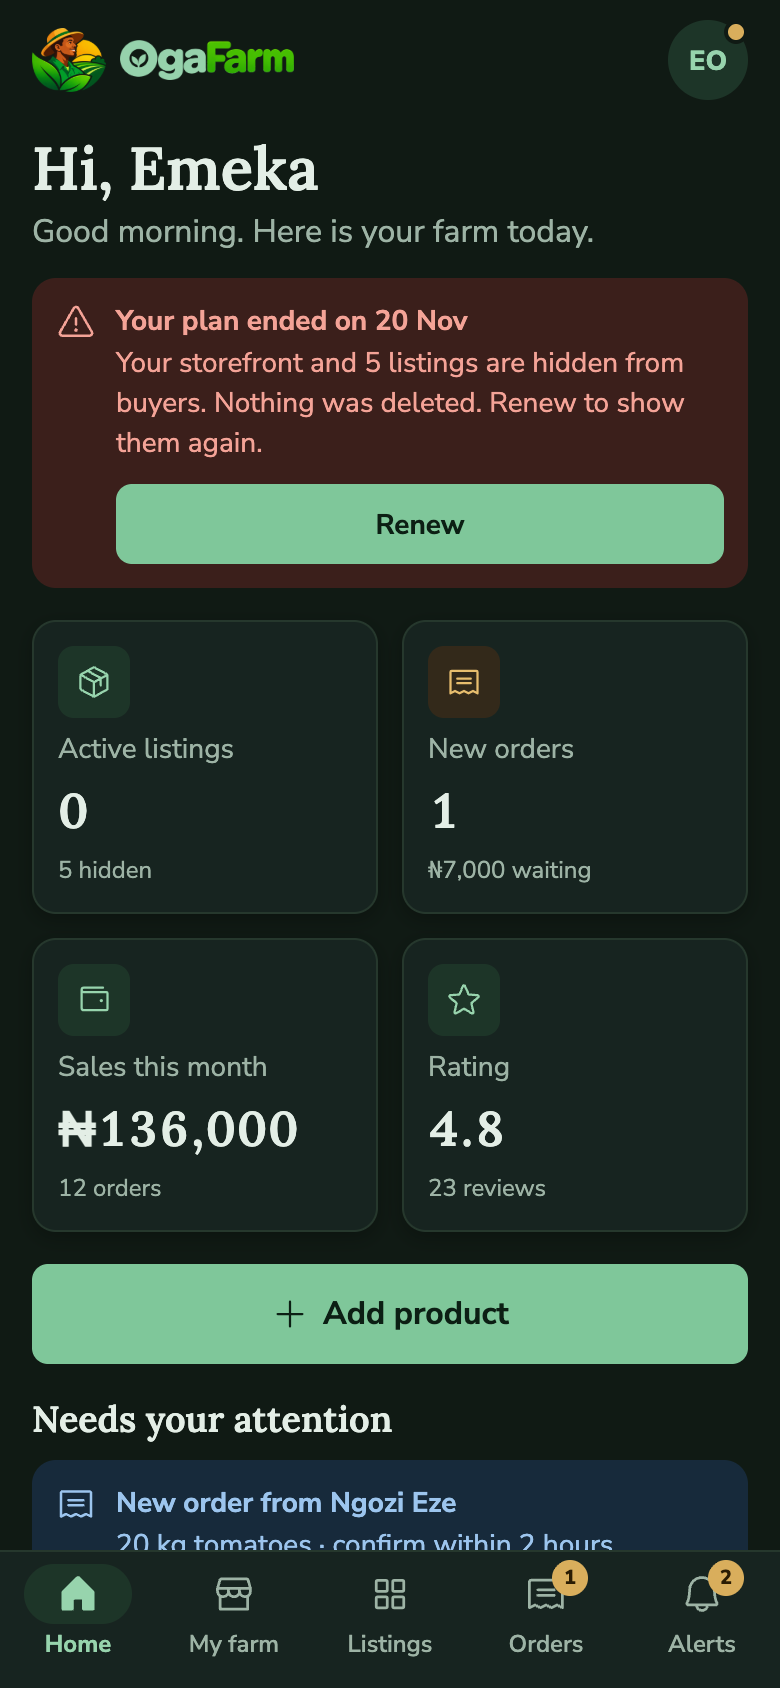 OgaFarm
EO
Hi, Emeka
Good morning. Here is your farm today.
Your plan ended on 20 Nov
Your storefront and 5 listings are hidden from
buyers. Nothing was deleted. Renew to show
them again.
Renew
Active listings
0
5 hidden
New orders
1
₦7,000 waiting
Sales this month
₦136,000
12 orders
Rating
4.8
23 reviews
Add product
Needs your attention
New order from Ngozi Eze
20 kg tomatoes · confirm within 2 hours
Home
My farm
Listings
1
Orders
2
Alerts